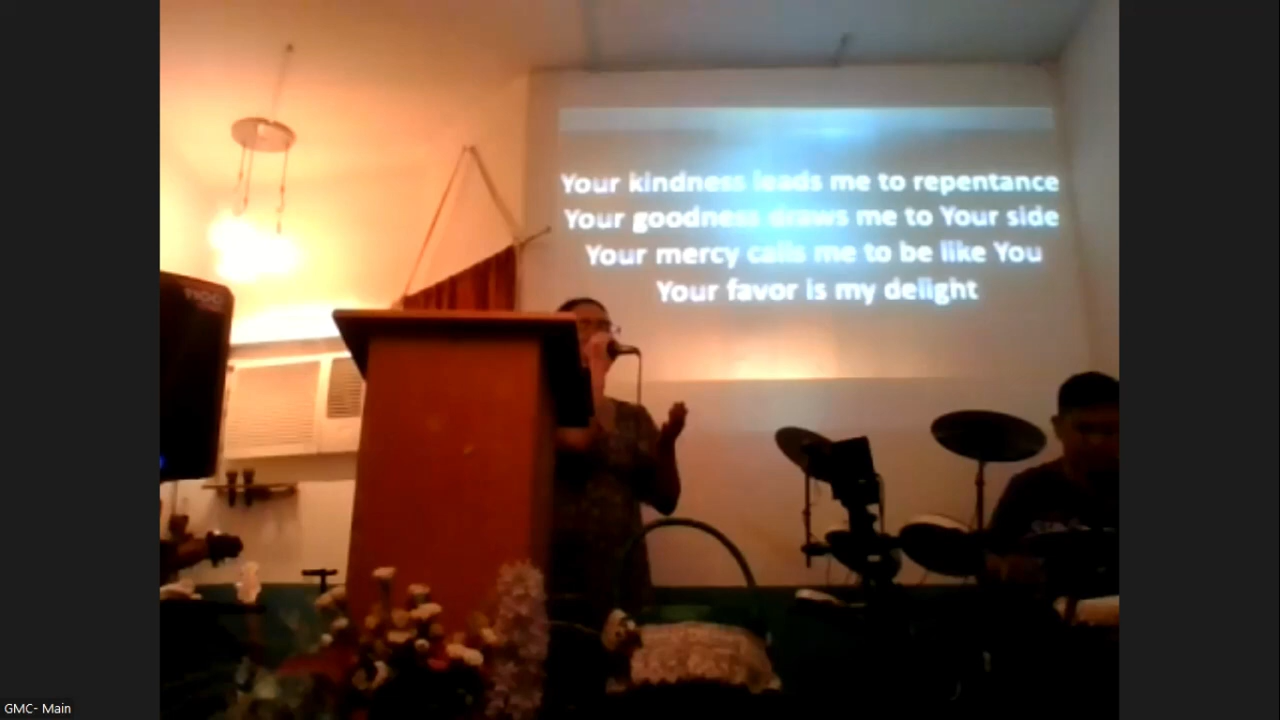 Your kindness leads me to repentance
Your goodness draws me to Your side
Your mercy calls me to be like You
Your favor is my delight
GMC- Main